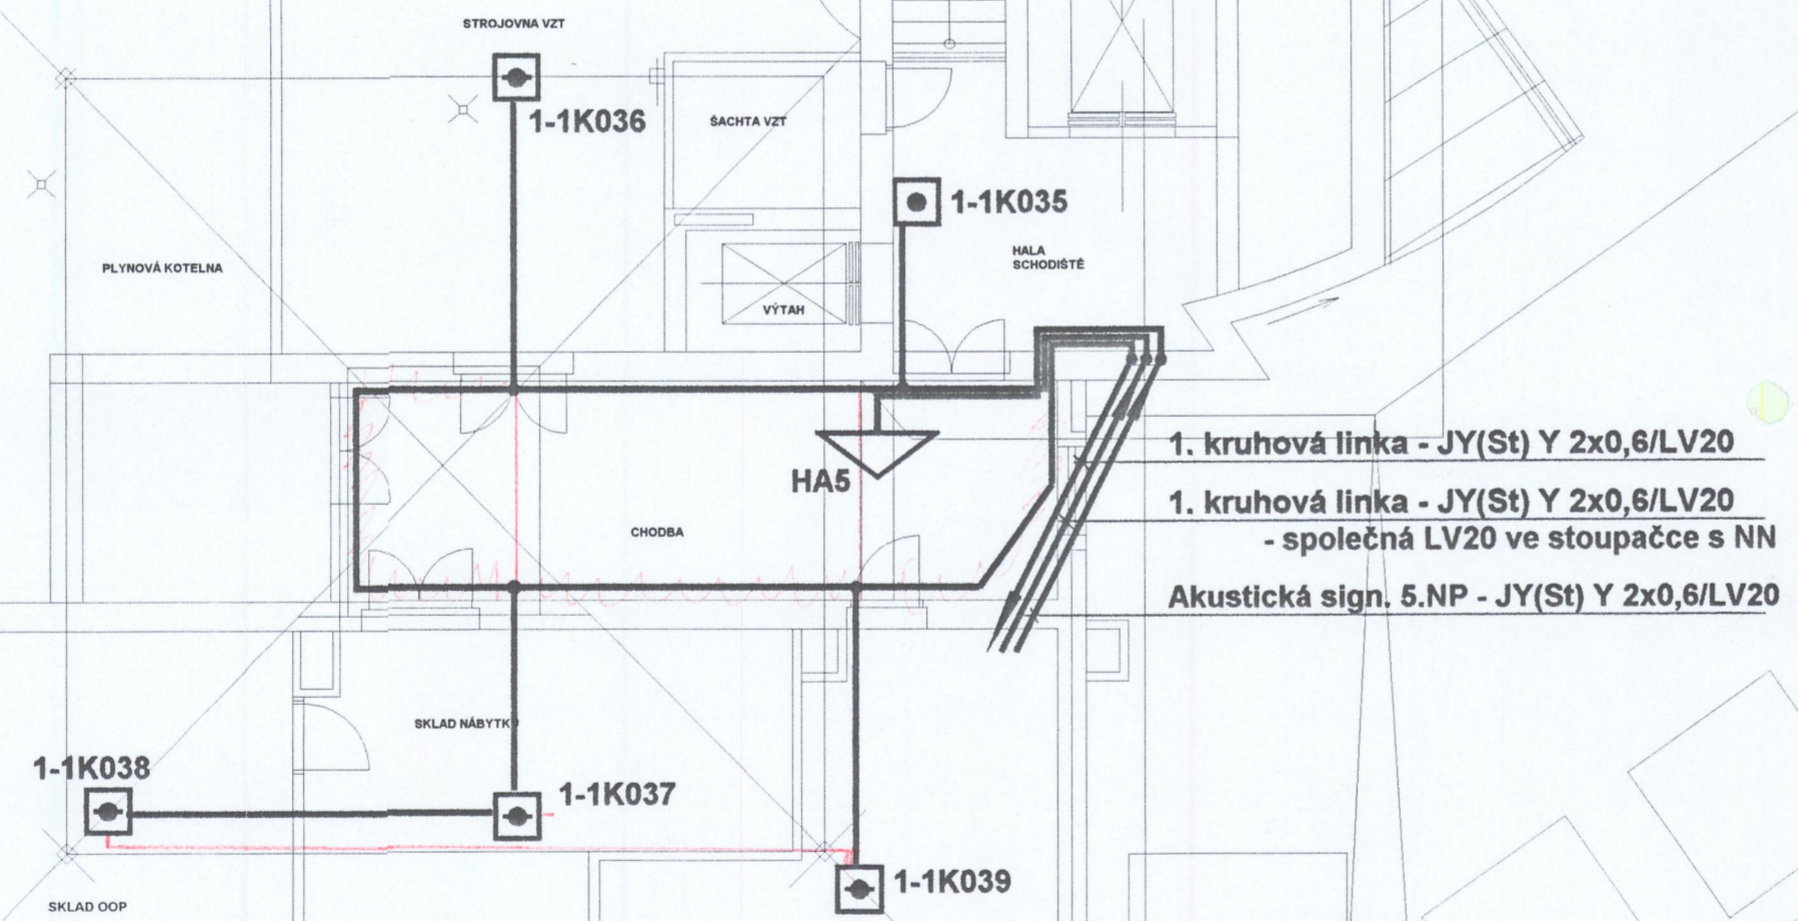 STROJOVNA VZT
1-1K036
ŠACHTA VZT
1-1K035
HALA
SCHODIŠTĚ
PLYNOVÁ KOTELNA
VÝTAH
HA5
CHODBA
1. kruhová linka - JY(St) Y 2x0,6/LV20
1. kruhová linka - JY(St) Y 2x0,6/LV20
- společná LV20 ve stoupačce s NN
Akustická sign. 5.NP - JY(St) Y 2x0,6/LV20
SKLAD NÁBYTKU
1-1K038
1-1K037
1-1K039
SKLAD OOP